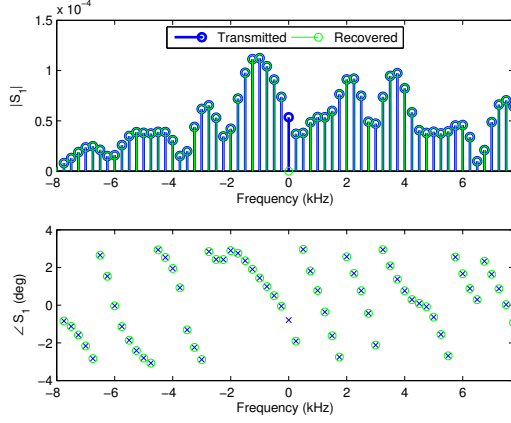 x 10⁻⁴
1.5
1
0.5
0
|S₁|
Transmitted
Recovered
−8 −6 −4 −2 0 2 4 6 8
Frequency (kHz)
4
2
0
−2
−4
∠ S₁ (deg)
−8 −6 −4 −2 0 2 4 6 8
Frequency (kHz)